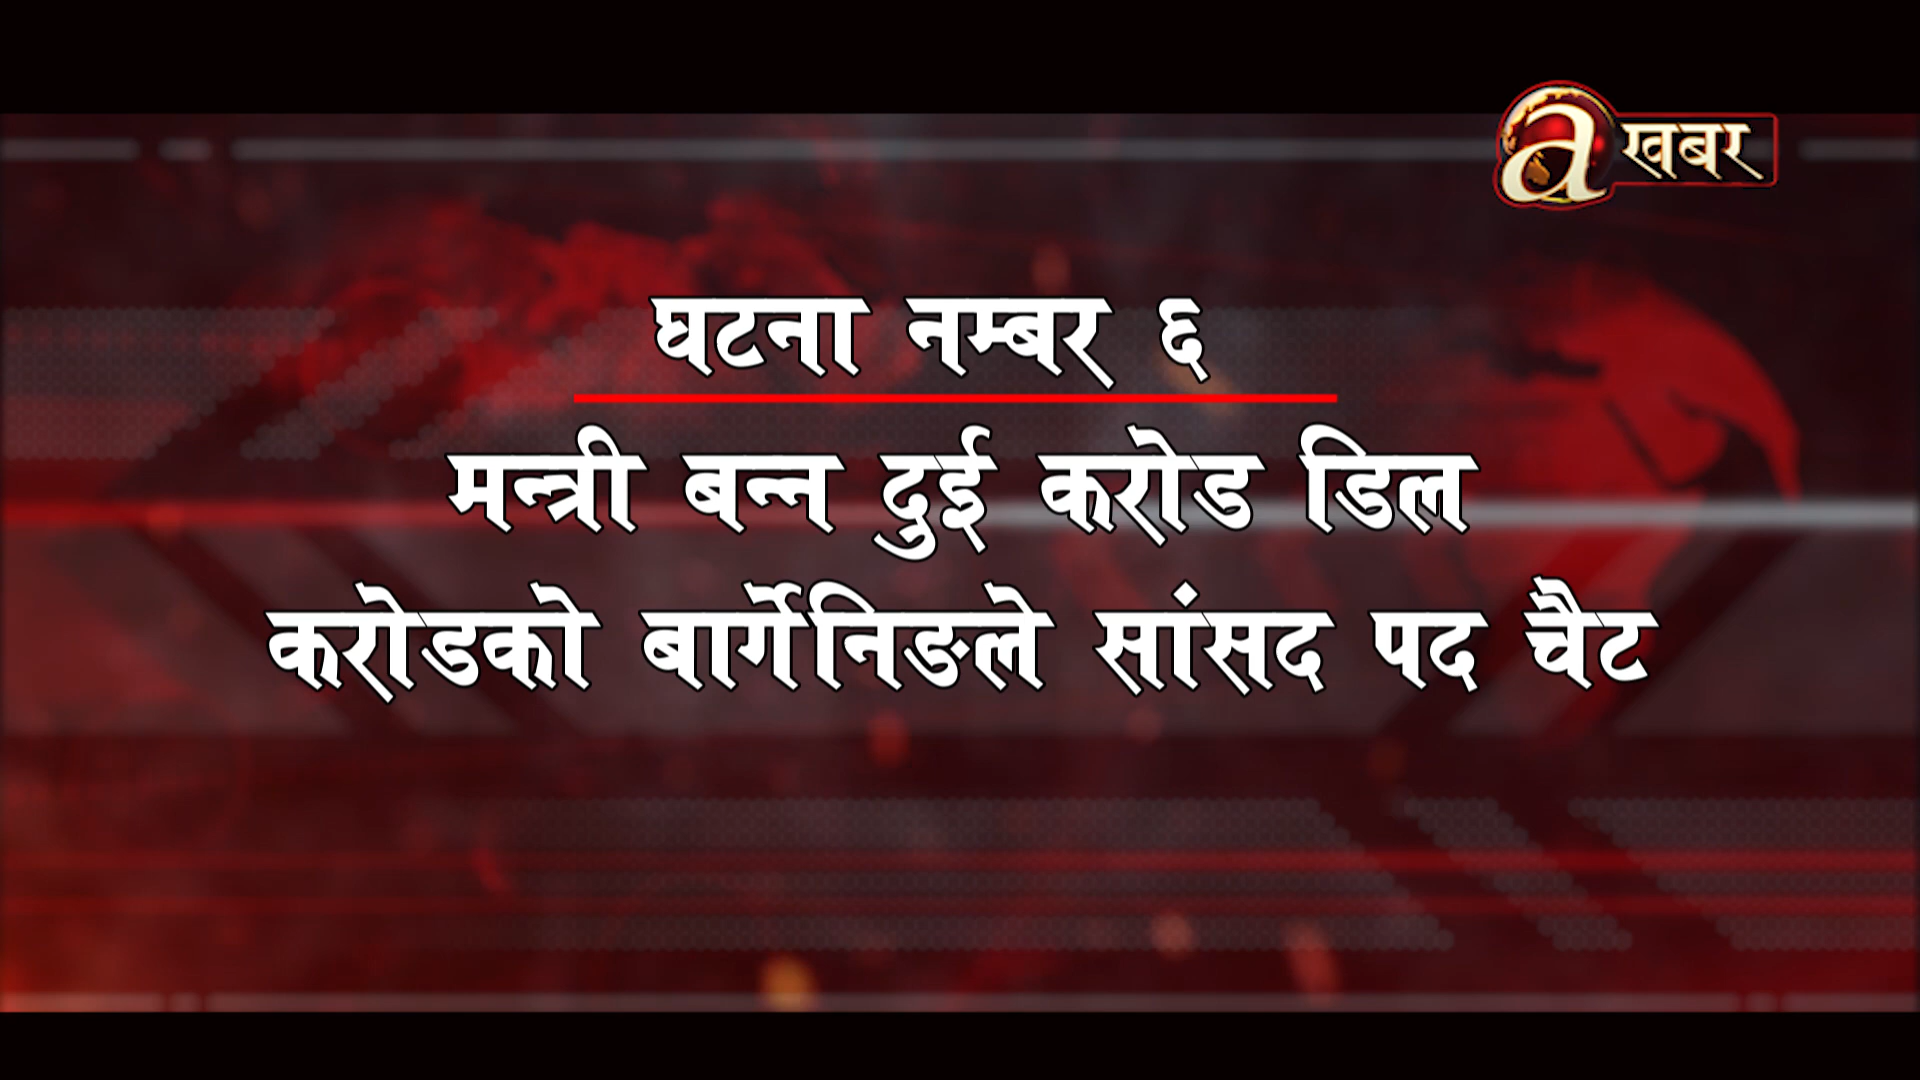 a खबर
घटना नम्बर ६
मन्त्री बन्न दुई करोड डिल
करोडको बार्गेनिङले सांसद पद चैट